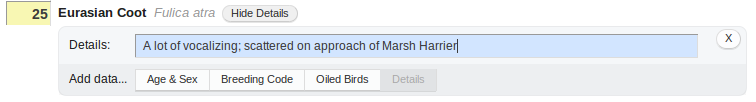 25 Eurasian Coot Fulica atra Hide Details
Details: A lot of vocalizing; scattered on approach of Marsh Harrier X
Add data... Age & Sex Breeding Code Oiled Birds Details